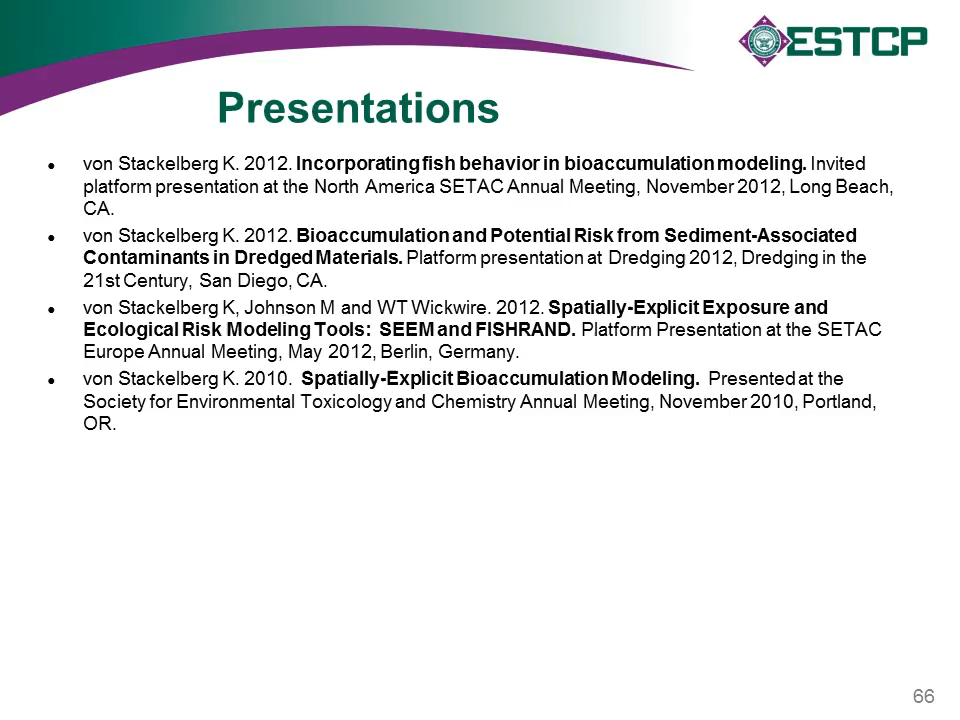 ESTCP
Presentations
• von Stackelberg K. 2012. Incorporating fish behavior in bioaccumulation modeling. Invited
platform presentation at the North America SETAC Annual Meeting, November 2012, Long Beach,
CA.
• von Stackelberg K. 2012. Bioaccumulation and Potential Risk from Sediment-Associated
Contaminants in Dredged Materials. Platform presentation at Dredging 2012, Dredging in the
21st Century, San Diego, CA.
• von Stackelberg K, Johnson M and WT Wickwire. 2012. Spatially-Explicit Exposure and
Ecological Risk Modeling Tools: SEEM and FISHRAND. Platform Presentation at the SETAC
Europe Annual Meeting, May 2012, Berlin, Germany.
• von Stackelberg K. 2010. Spatially-Explicit Bioaccumulation Modeling. Presented at the
Society for Environmental Toxicology and Chemistry Annual Meeting, November 2010, Portland,
OR.
66